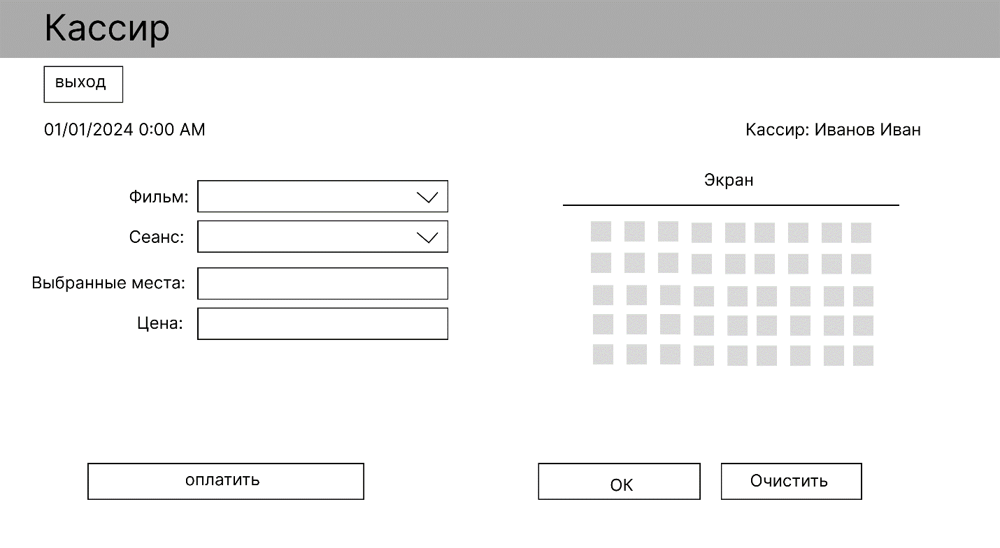 Кассир
выход
01/01/2024 0:00 AM
Кассир: Иванов Иван
Экран
Фильм:
Сеанс:
Выбранные места:
Цена:
оплатить
ОК
Очистить